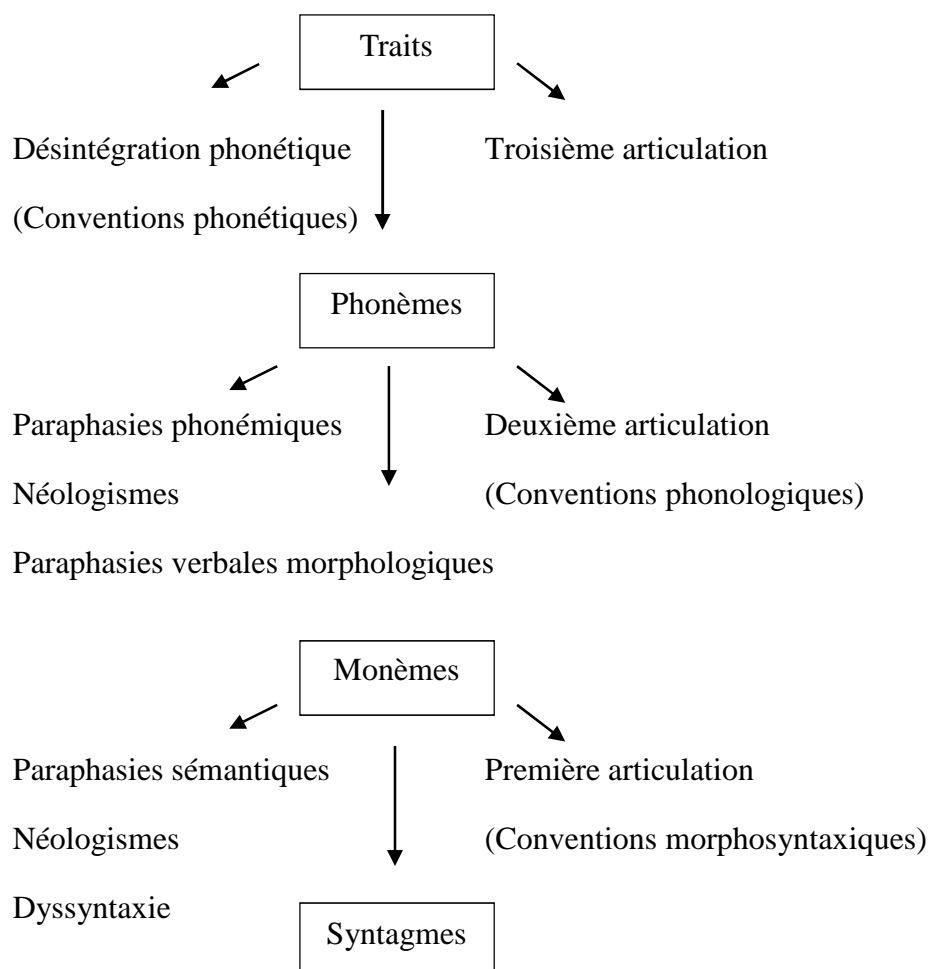 Traits
Désintégration phonétique
Troisième articulation
(Conventions phonétiques)
Phonèmes
Paraphasies phonémiques
Deuxième articulation
Néologismes
(Conventions phonologiques)
Paraphasies verbales morphologiques
Monèmes
Paraphasies sémantiques
Première articulation
Néologismes
(Conventions morphosyntaxiques)
Dyssyntaxie
Syntagmes